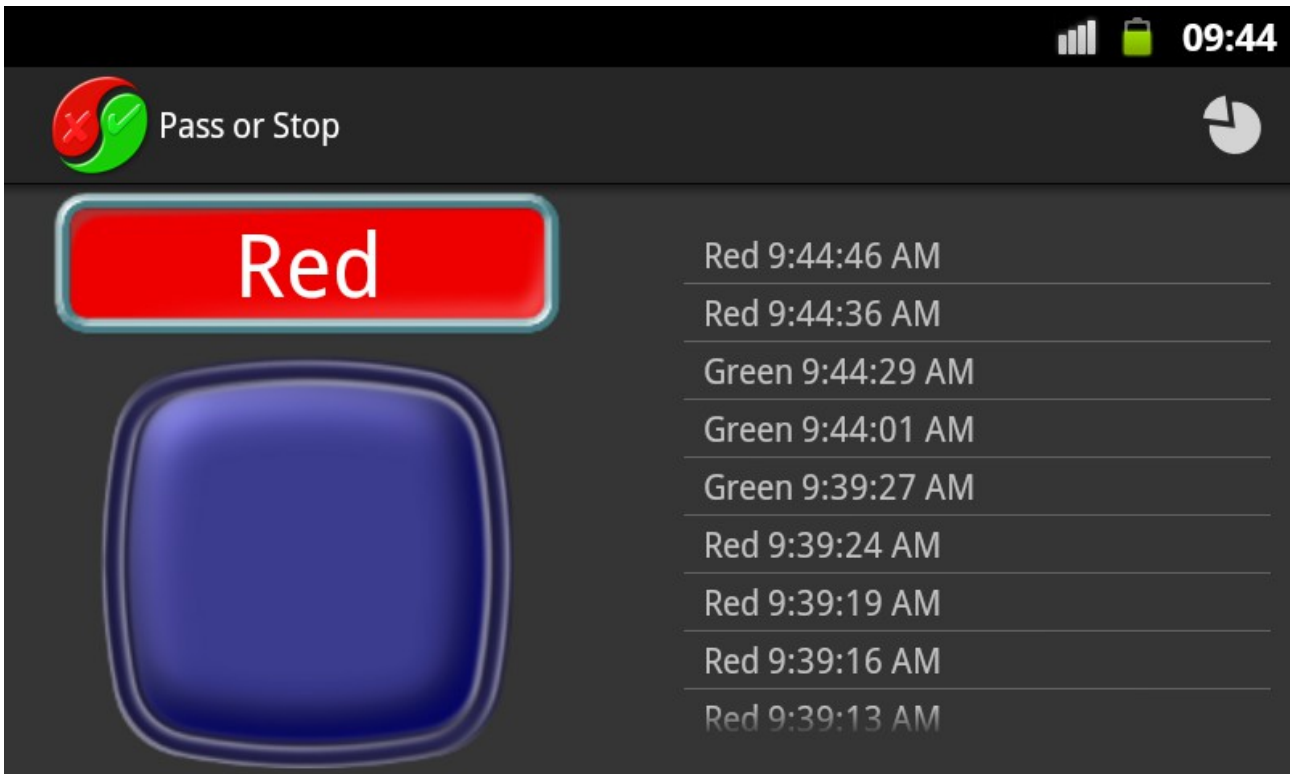 09:44
Pass or Stop
Red
Red 9:44:46 AM
Red 9:44:36 AM
Green 9:44:29 AM
Green 9:44:01 AM
Green 9:39:27 AM
Red 9:39:24 AM
Red 9:39:19 AM
Red 9:39:16 AM
Red 9:39:13 AM